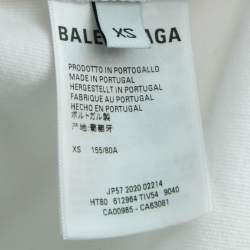 XS
PRODOTTO IN PORTOGALLO
MADE IN PORTUGAL
HERGESTELLT IN PORTUGAL
FABRIQUE AU PORTUGAL
HECHO EN PORTUGAL
ポルトガル製
产地:葡萄牙
XS 155/80A
JP57 2020 02214
HT80 612964 TIV54 9040
CA00985 - CA63081